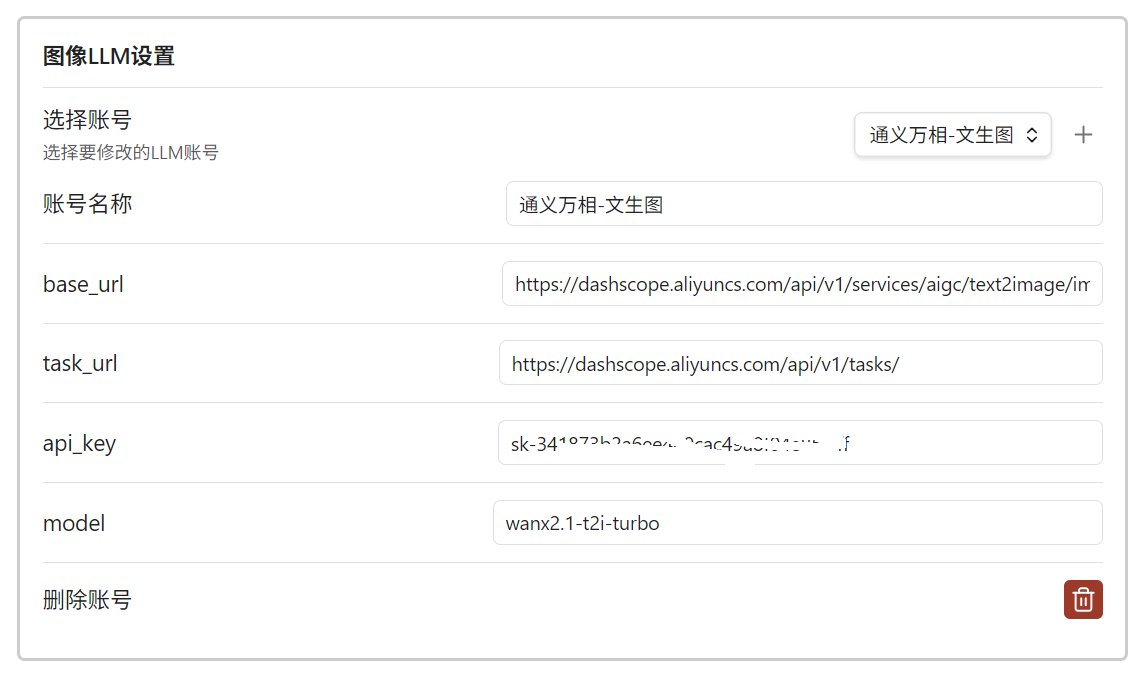 图像LLM设置
选择账号
选择要修改的LLM账号
通义万相-文生图
账号名称
通义万相-文生图
base_url
https://dashscope.aliyuncs.com/api/v1/services/aigc/text2image/im
task_url
https://dashscope.aliyuncs.com/api/v1/tasks/
api_key
model
wanx2.1-t2i-turbo
删除账号